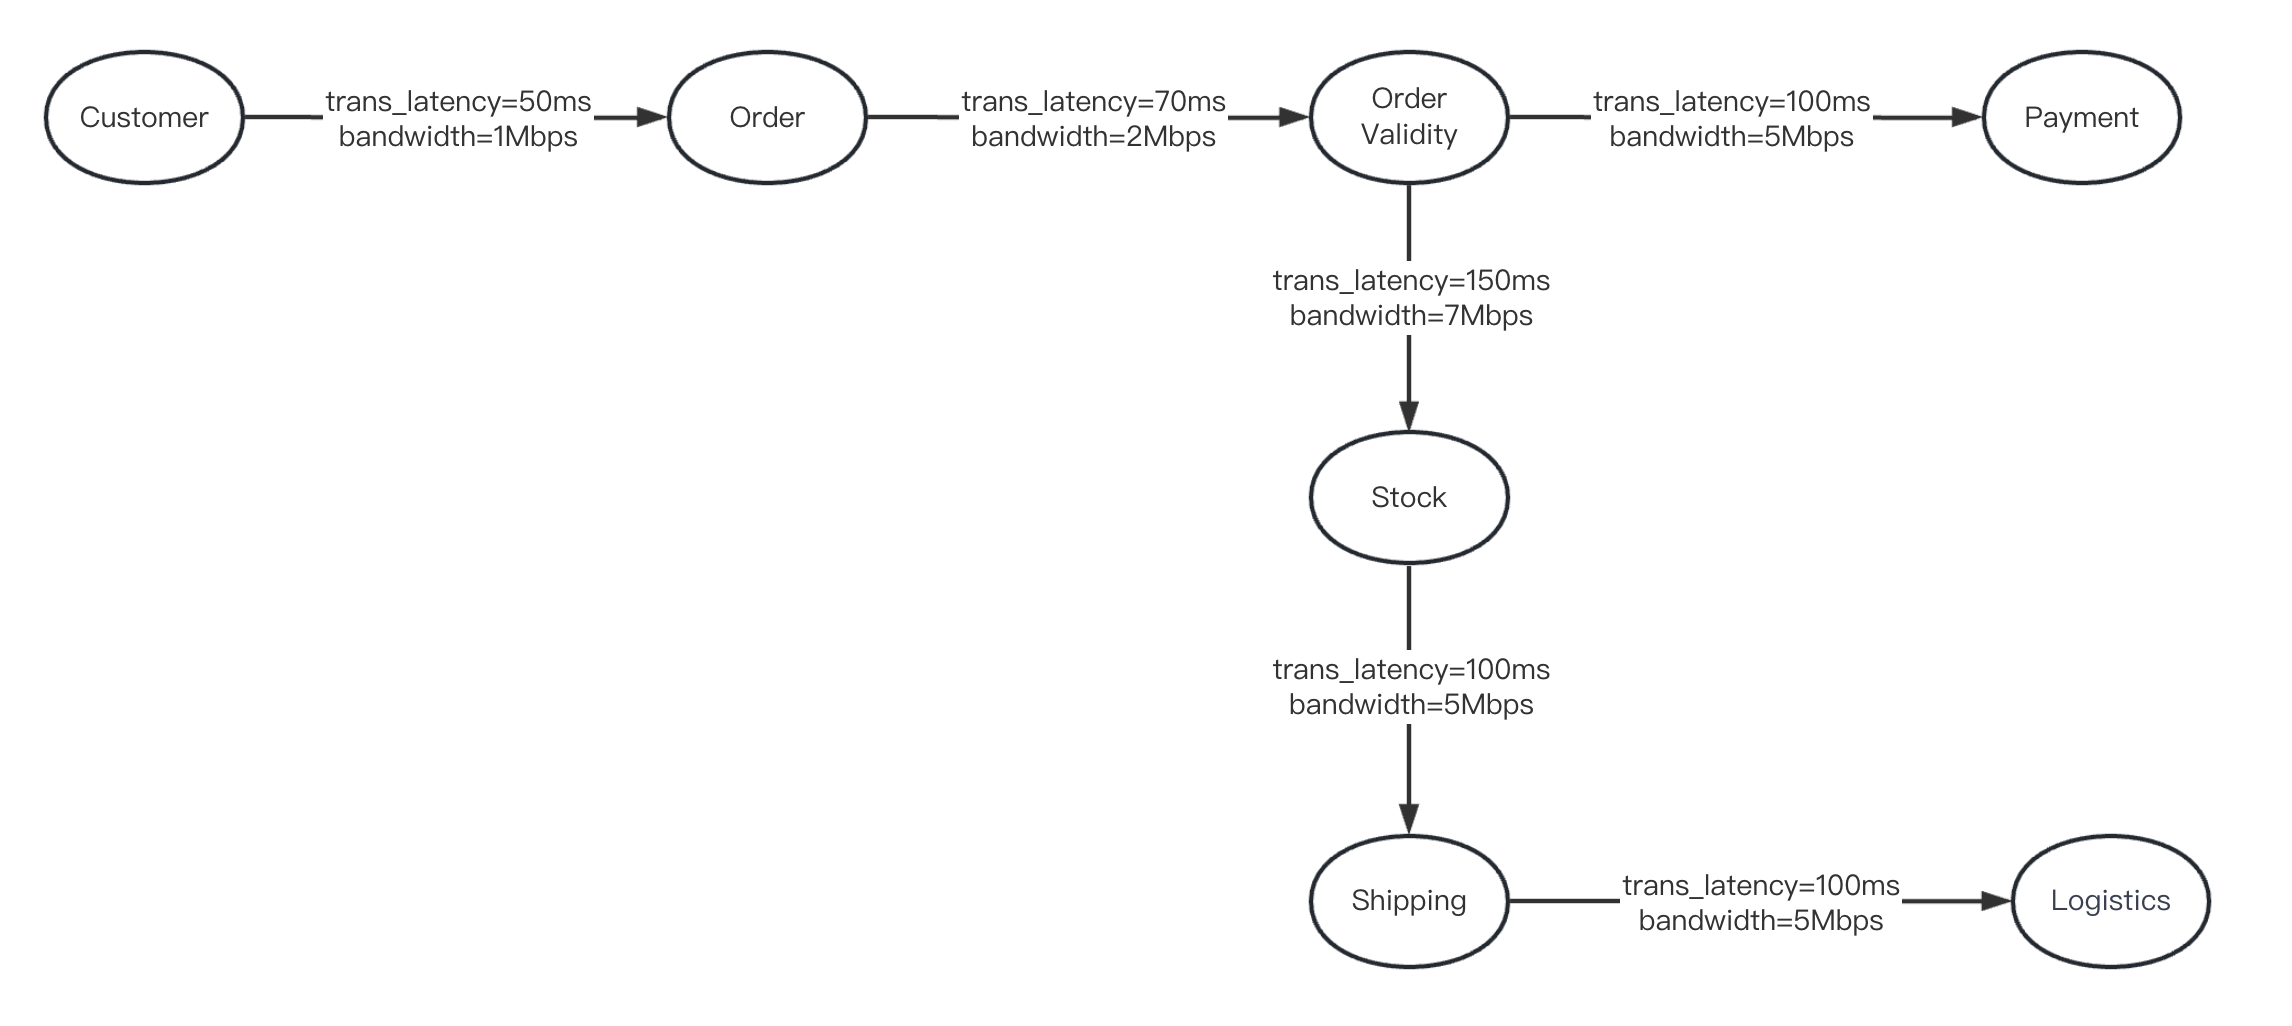 Customer
trans_latency=50ms
bandwidth=1Mbps
Order
trans_latency=70ms
bandwidth=2Mbps
Order
Validity
trans_latency=100ms
bandwidth=5Mbps
Payment
trans_latency=150ms
bandwidth=7Mbps
Stock
trans_latency=100ms
bandwidth=5Mbps
Shipping
trans_latency=100ms
bandwidth=5Mbps
Logistics